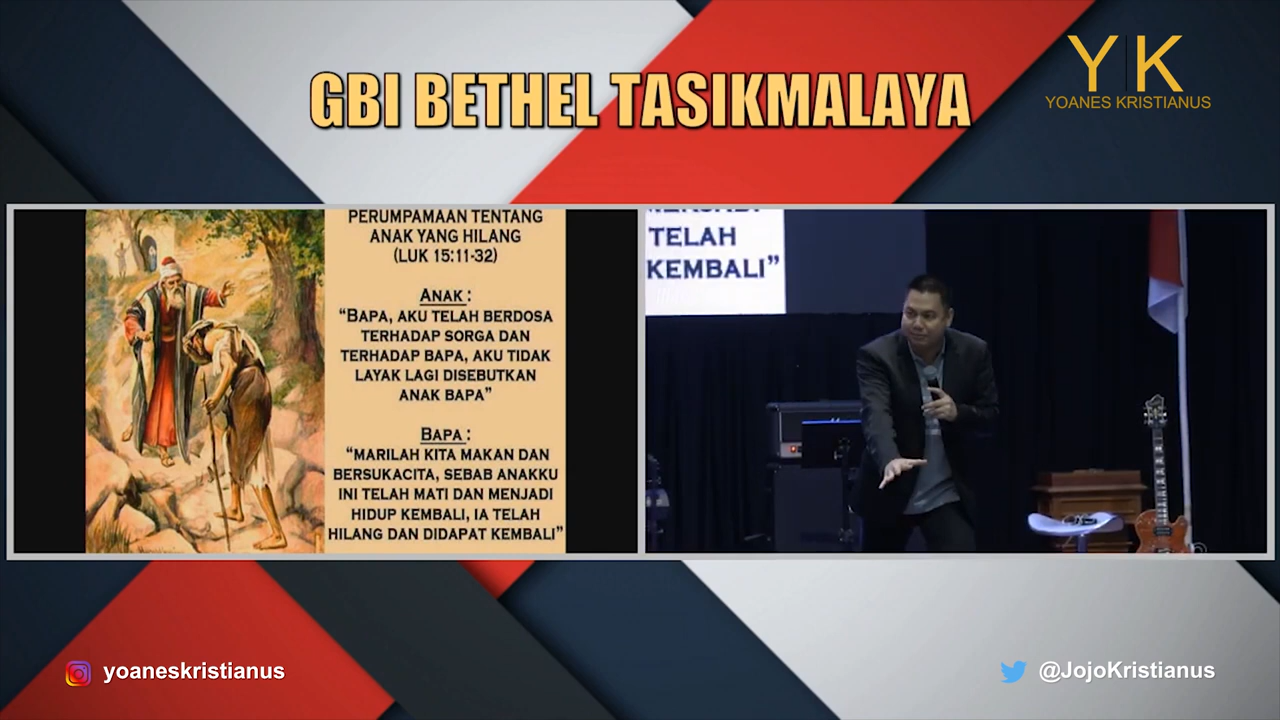 GBI BETHEL TASIKMALAYA
Y K
YOANES KRISTIANUS
PERUMPAMAAN TENTANG
ANAK YANG HILANG
(LUK 15:11-32)
ANAK :
“BAPA, AKU TELAH BERDOSA
TERHADAP SORGA DAN
TERHADAP BAPA, AKU TIDAK
LAYAK LAGI DISEBUTKAN
ANAK BAPA”
BAPA :
“MARILAH KITA MAKAN DAN
BERSUKACITA, SEBAB ANAKKU
INI TELAH MATI DAN MENJADI
HIDUP KEMBALI, IA TELAH
HILANG DAN DIDAPAT KEMBALI”
TELAH
KEMBALI”
yoaneskristianus
@JojoKristianus